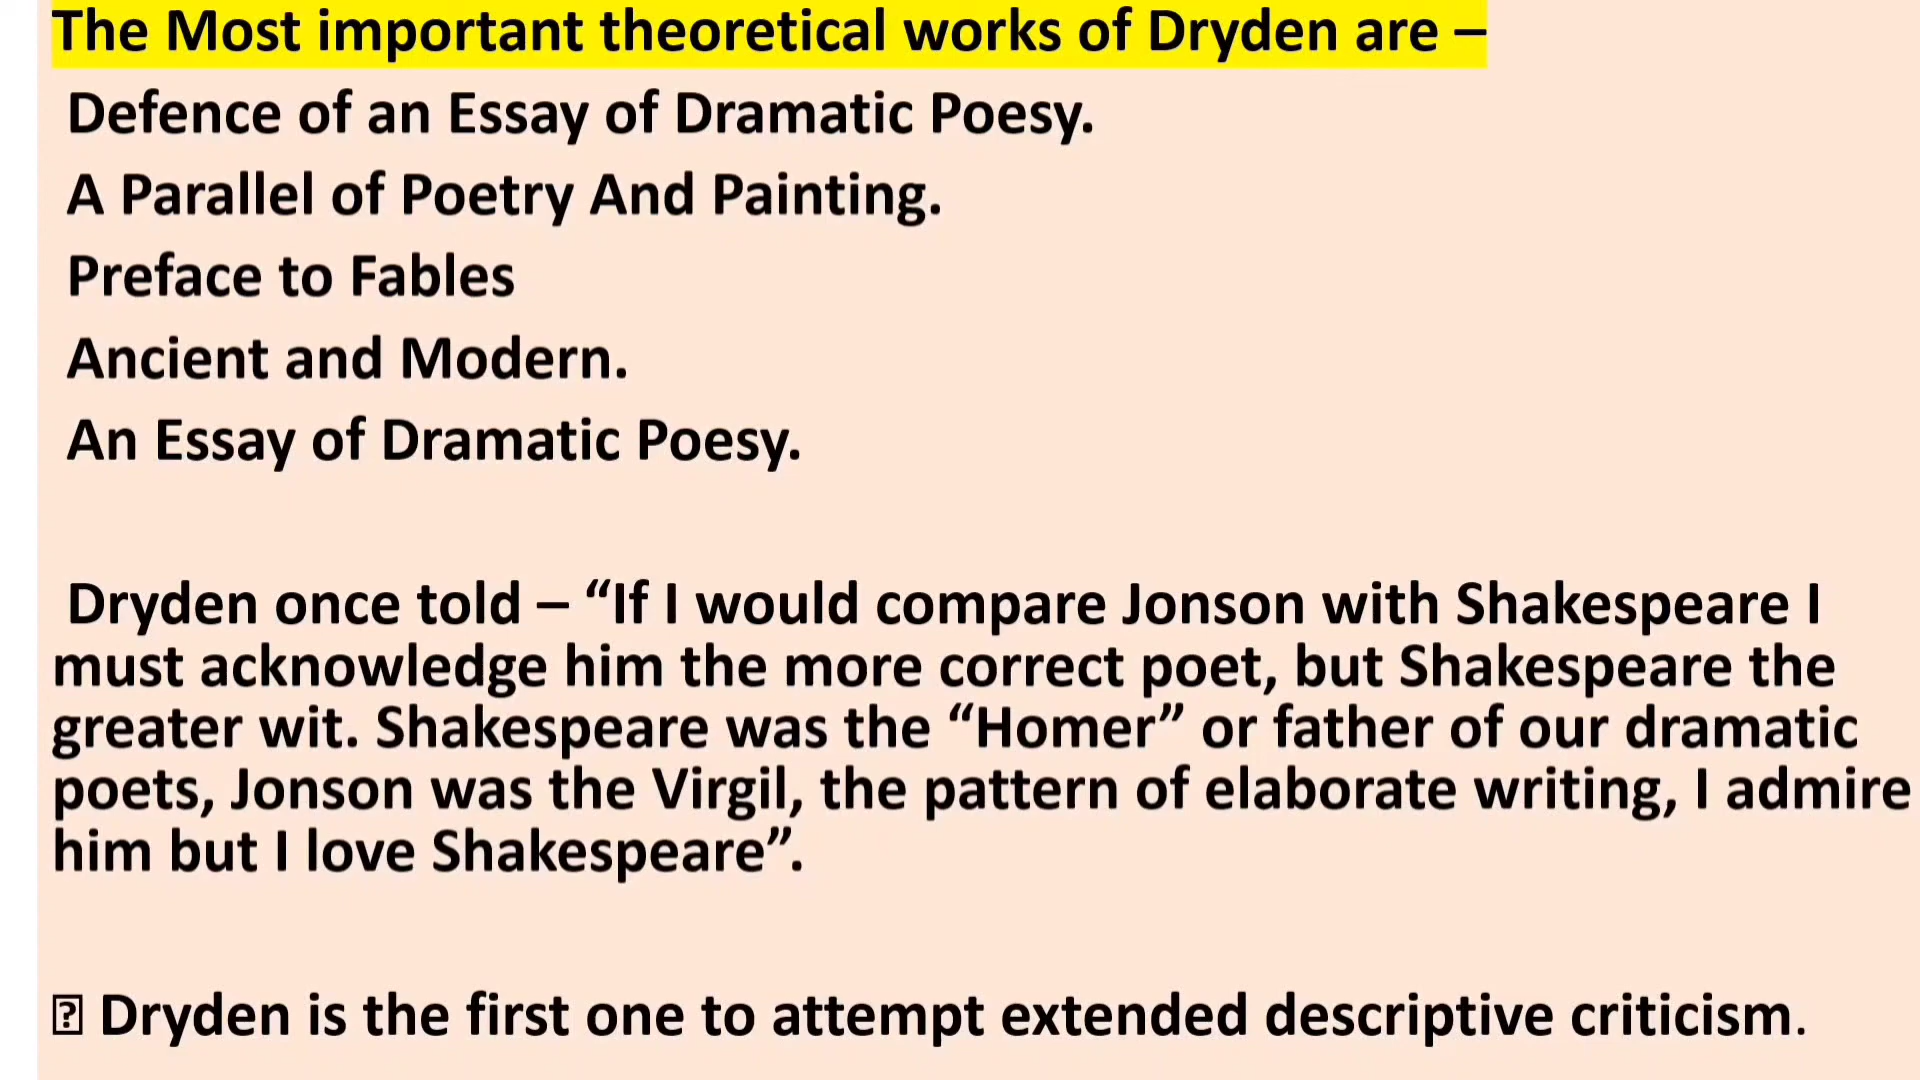 The Most important theoretical works of Dryden are –
Defence of an Essay of Dramatic Poesy.
A Parallel of Poetry And Painting.
Preface to Fables
Ancient and Modern.
An Essay of Dramatic Poesy.
Dryden once told – “If I would compare Jonson with Shakespeare I
must acknowledge him the more correct poet, but Shakespeare the
greater wit. Shakespeare was the “Homer” or father of our dramatic
poets, Jonson was the Virgil, the pattern of elaborate writing, I admire
him but I love Shakespeare”.
Dryden is the first one to attempt extended descriptive criticism.